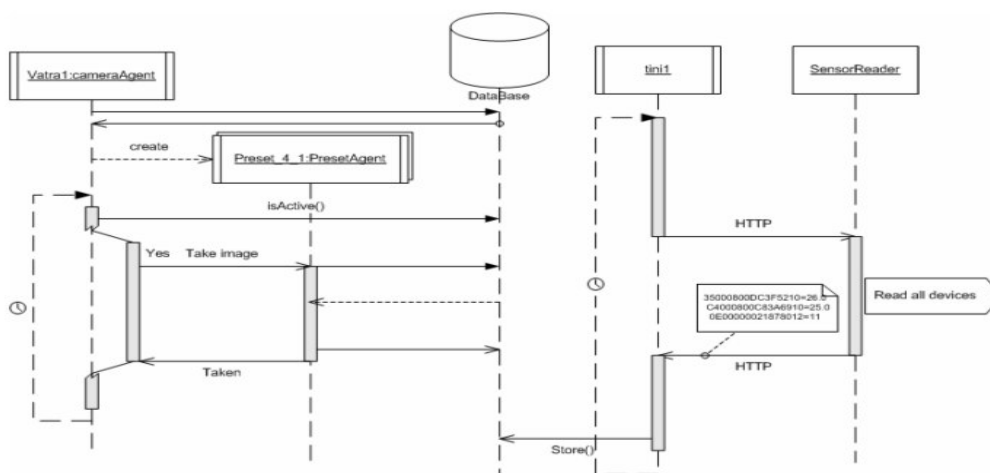 Vatra1:cameraAgent
DataBase
tini1
SensorReader
create
Preset_4_1:PresetAgent
isActive()
HTTP
Yes Take image
35000800DC3F5210=26.0
C4000800C83A6910=25.0
0E00000021878012=11
Read all devices
HTTP
Taken
Store()